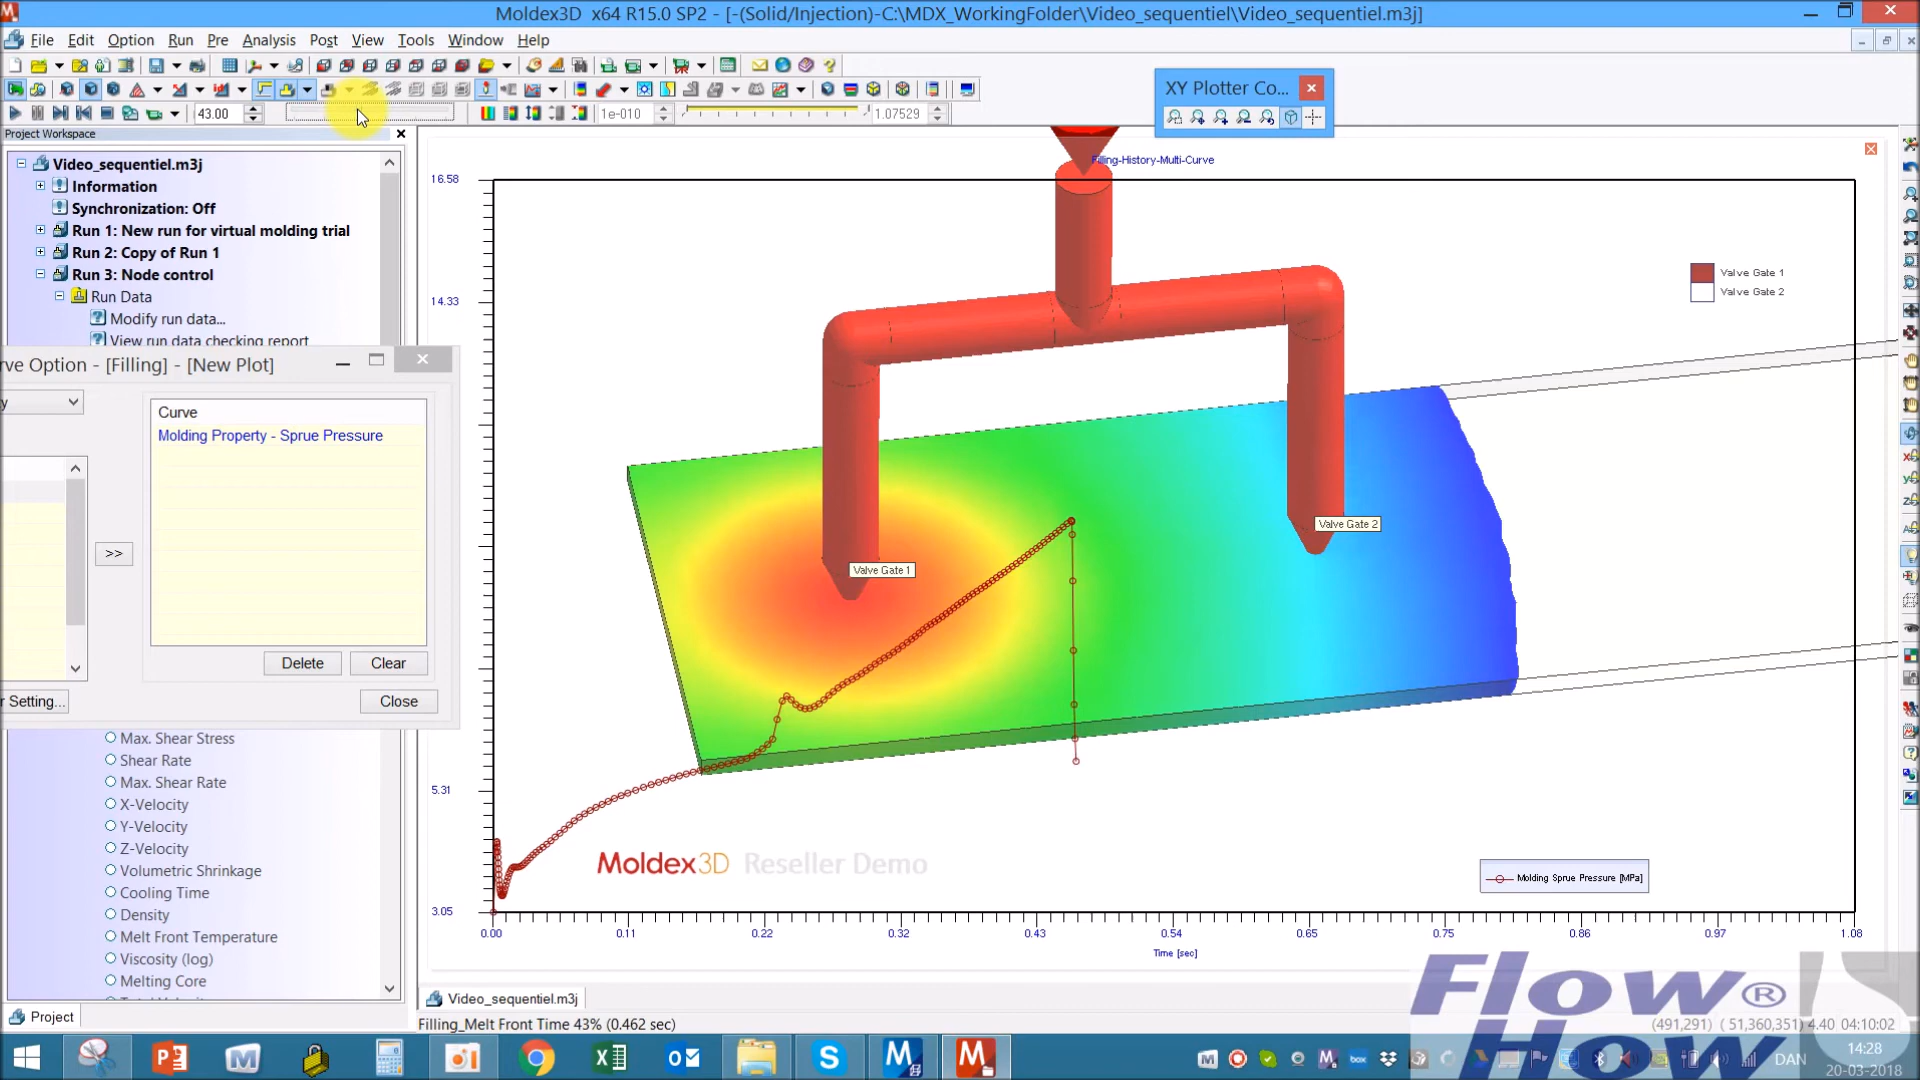 Moldex3D x64 R15.0 SP2 - [-(Solid/Injection)-C:\MDX_WorkingFolder\Video_sequentiel\Video_sequentiel.m3j]
File Edit Option Run Pre Analysis Post View Tools Window Help
XY Plotter Co...
43.00
1e-010
1.07529
Project Workspace
Video_sequentiel.m3j
Information
Synchronization: Off
Run 1: New run for virtual molding trial
Run 2: Copy of Run 1
Run 3: Node control
Run Data
Modify run data...
View run data checking report
rve Option - [Filling] - [New Plot]
Curve
Molding Property - Sprue Pressure
>>
Delete
Clear
r Setting...
Close
Max. Shear Stress
Shear Rate
Max. Shear Rate
X-Velocity
Y-Velocity
Z-Velocity
Volumetric Shrinkage
Cooling Time
Density
Melt Front Temperature
Viscosity (log)
Melting Core
Project
Filling-History-Multi-Curve
16.58
14.33
5.31
3.05
Valve Gate 1
Valve Gate 2
Valve Gate 2
Valve Gate 1
Moldex3D Reseller Demo
Molding Sprue Pressure [MPa]
0.00 0.11 0.22 0.32 0.43 0.54 0.65 0.75 0.86 0.97 1.08
Time [sec]
Video_sequentiel.m3j
Filling_Melt Front Time 43% (0.462 sec)
Flow®
How
(491,291) ( 51,360,351) 4.40 04:10:02
DAN
14:28
20-03-2018